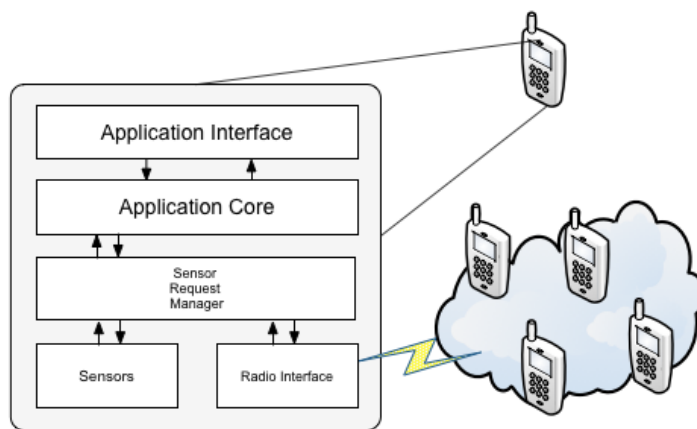 Application Interface
Application Core
Sensor
Request
Manager
Sensors
Radio Interface